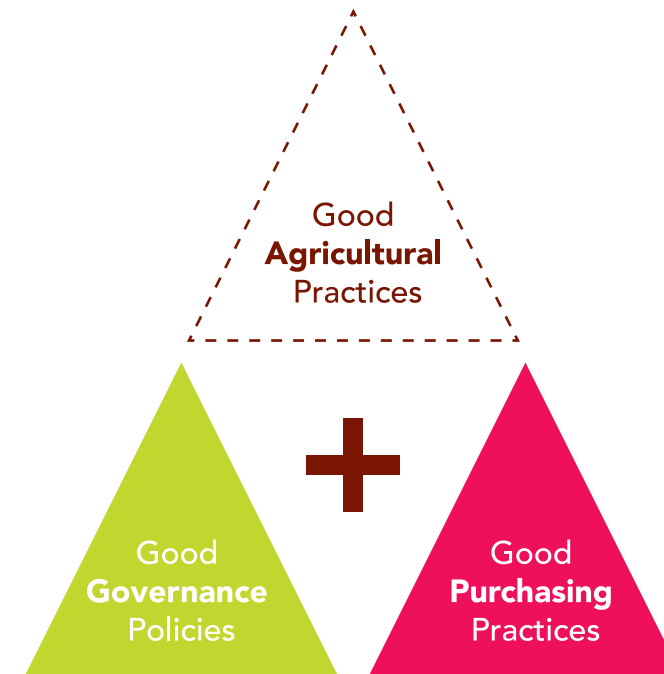 Good
Agricultural
Practices
Good
Governance
Policies
Good
Purchasing
Practices